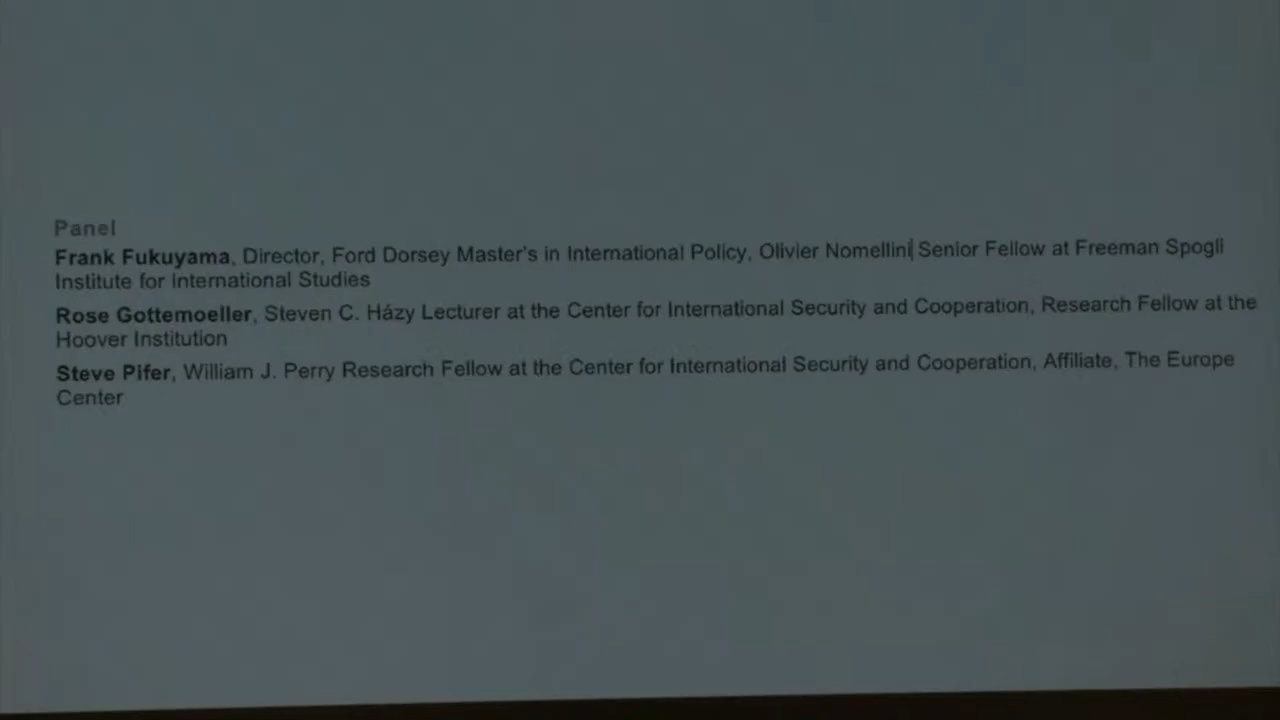 Panel
Frank Fukuyama, Director, Ford Dorsey Master's in International Policy, Olivier Nomellini Senior Fellow at Freeman Spogli
Institute for International Studies
Rose Gottemoeller, Steven C. Házy Lecturer at the Center for International Security and Cooperation, Research Fellow at the
Hoover Institution
Steve Pifer, William J. Perry Research Fellow at the Center for International Security and Cooperation, Affiliate, The Europe
Center